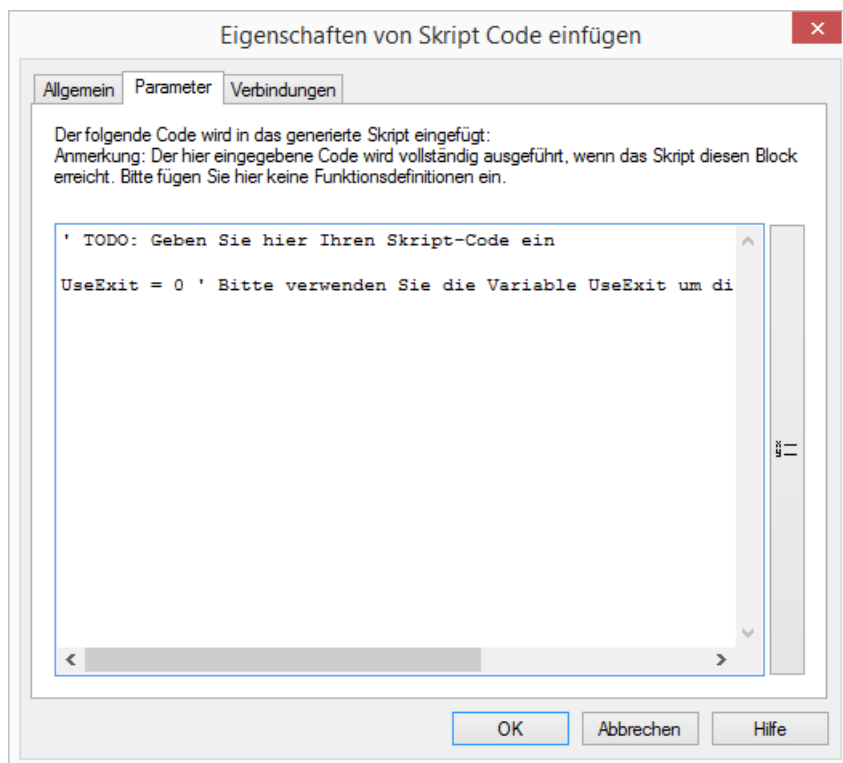 Eigenschaften von Skript Code einfügen
Allgemein Parameter Verbindungen
Der folgende Code wird in das generierte Skript eingefügt:
Anmerkung: Der hier eingegebene Code wird vollständig ausgeführt, wenn das Skript diesen Block
erreicht. Bitte fügen Sie hier keine Funktionsdefinitionen ein.
' TODO: Geben Sie hier Ihren Skript-Code ein
UseExit = 0 ' Bitte verwenden Sie die Variable UseExit um di
x
y
OK Abbrechen Hilfe